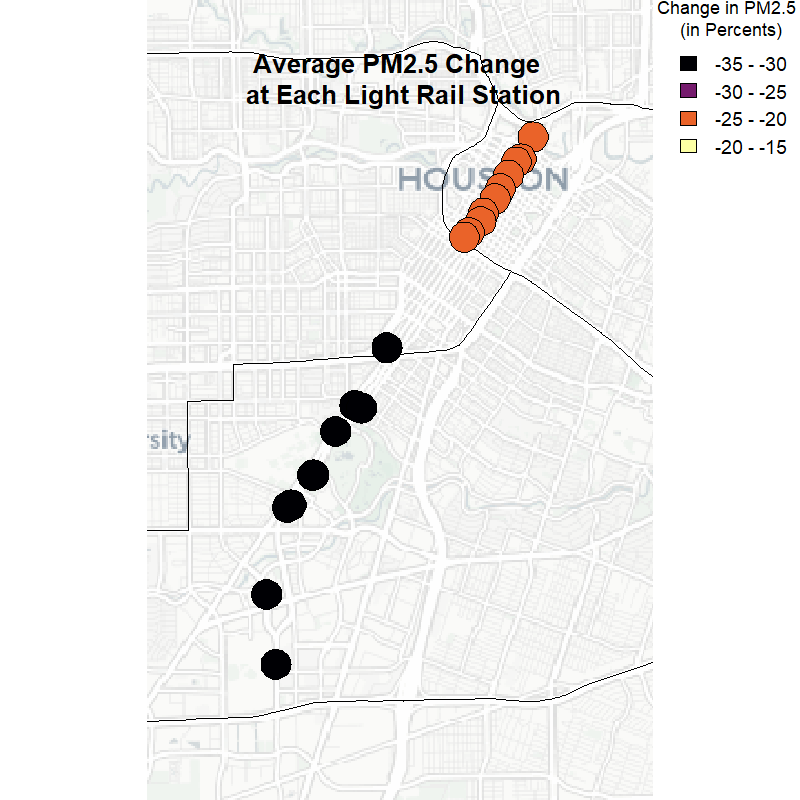 Change in PM2.5
(in Percents)
-35 - -30
-30 - -25
-25 - -20
-20 - -15
Average PM2.5 Change
at Each Light Rail Station
HOUSTON
rsity